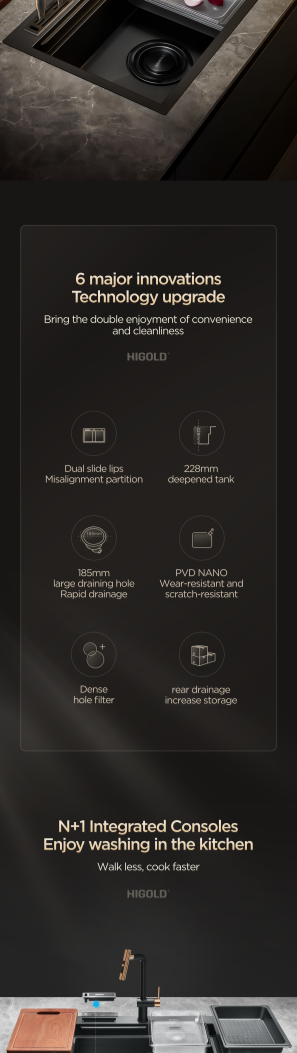 6 major innovations
Technology upgrade
Bring the double enjoyment of convenience
and cleanliness
HIGOLD
Dual slide lips
Misalignment partition
228mm
deepened tank
185mm
185mm
large draining hole
Rapid drainage
PVD NANO
Wear-resistant and
scratch-resistant
Dense
hole filter
rear drainage
increase storage
N+1 Integrated Consoles
Enjoy washing in the kitchen
Walk less, cook faster
HIGOLD